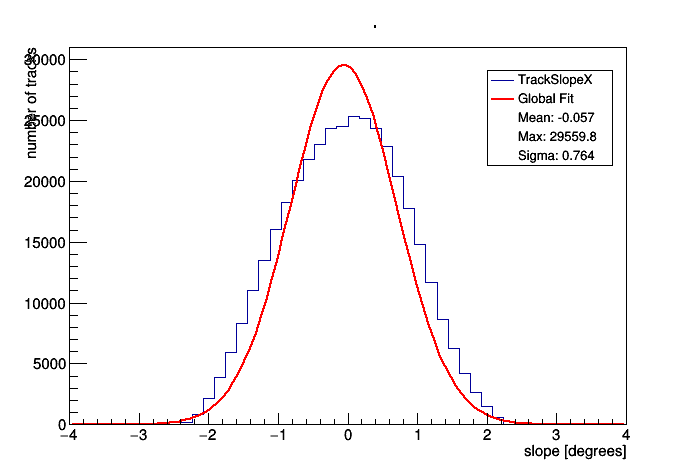 number of tracks
30000
25000
20000
15000
10000
5000
0
−4
−3
−2
−1
0
1
2
3
4
slope [degrees]
TrackSlopeX
Global Fit
Mean: -0.057
Max: 29559.8
Sigma: 0.764